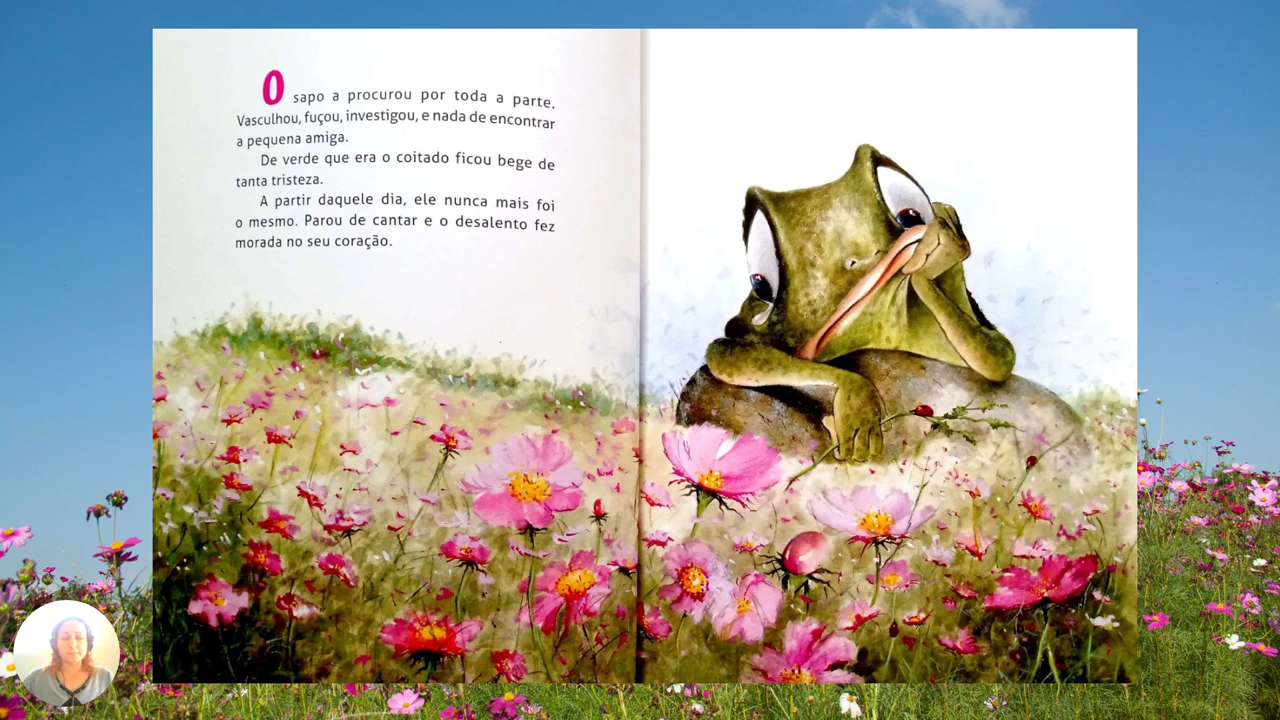 O sapo a procurou por toda a parte.
Vasculhou, fuçou, investigou, e nada de encontrar
a pequena amiga.
De verde que era o coitado ficou bege de
tanta tristeza.
A partir daquele dia, ele nunca mais foi
o mesmo. Parou de cantar e o desalento fez
morada no seu coração.